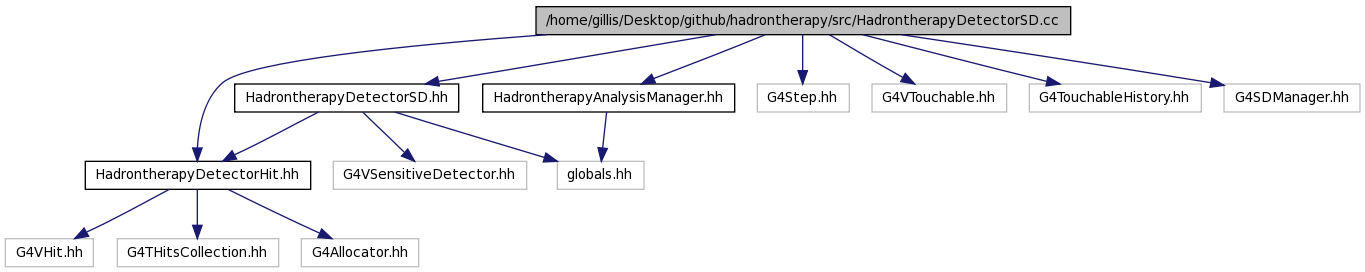 /home/gillis/Desktop/github/hadrontherapy/src/HadrontherapyDetectorSD.cc
HadrontherapyDetectorSD.hh
HadrontherapyAnalysisManager.hh
G4Step.hh
G4VTouchable.hh
G4TouchableHistory.hh
G4SDManager.hh
HadrontherapyDetectorHit.hh
G4VSensitiveDetector.hh
globals.hh
G4VHit.hh
G4THitsCollection.hh
G4Allocator.hh